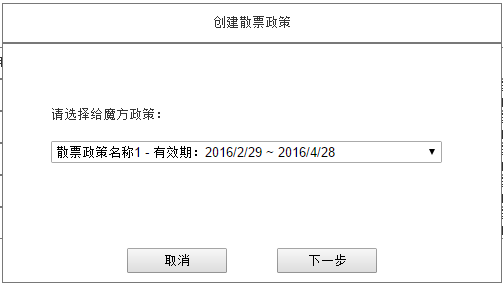 创建散票政策
请选择给魔方政策：
散票政策名称1 - 有效期：2016/2/29 ~ 2016/4/28
取消
下一步